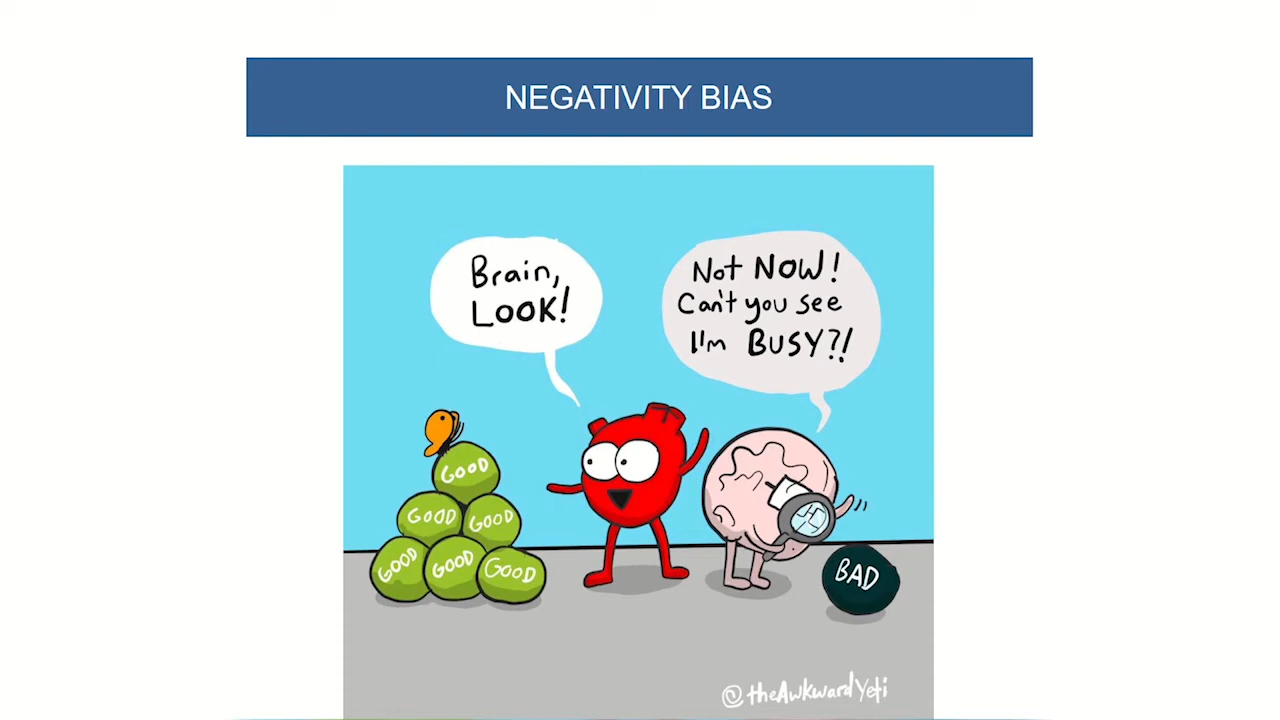 NEGATIVITY BIAS
Brain,
LOOK!
Not NOW!
Can't you see
I'm BUSY?!
GOOD
GOOD
GOOD
GOOD
GOOD
GOOD
BAD
@theAwkwardYeti